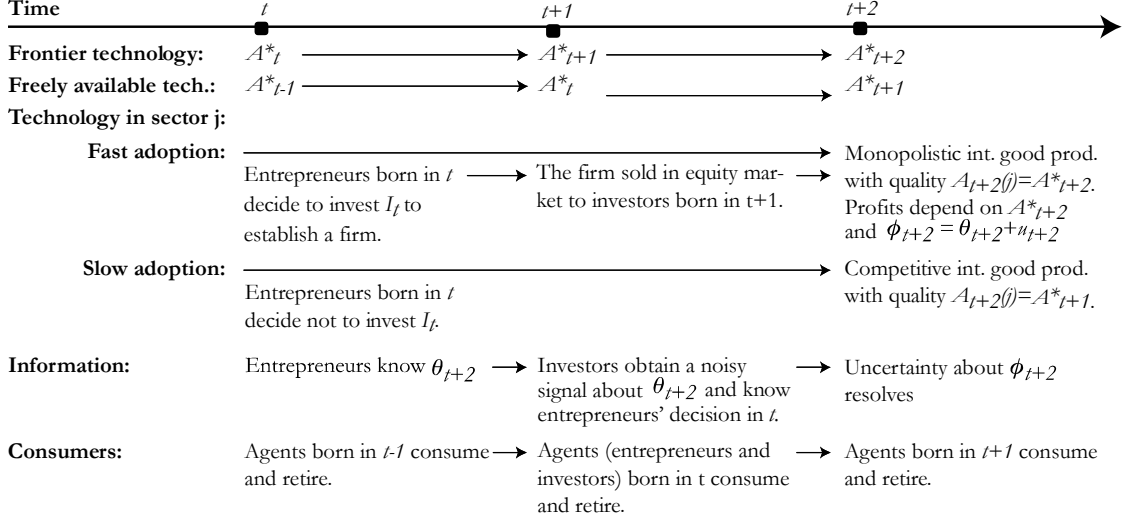 Time t t+1 t+2
Frontier technology: A*t A*t+1 A*t+2
Freely available tech.: A*t-1 A*t A*t+1
Technology in sector j:
Fast adoption:
Entrepreneurs born in t
decide to invest It to
establish a firm.
The firm sold in equity mar-
ket to investors born in t+1.
Monopolistic int. good prod.
with quality At+2(j)=A*t+2.
Profits depend on A*t+2
and ϕt+2 = θt+2+ut+2
Slow adoption:
Entrepreneurs born in t
decide not to invest It.
Competitive int. good prod.
with quality At+2(j)=A*t+1.
Information:
Entrepreneurs know θt+2
Investors obtain a noisy
signal about θt+2 and know
entrepreneurs' decision in t.
Uncertainty about ϕt+2
resolves
Consumers:
Agents born in t-1 consume
and retire.
Agents (entrepreneurs and
investors) born in t consume
and retire.
Agents born in t+1 consume
and retire.